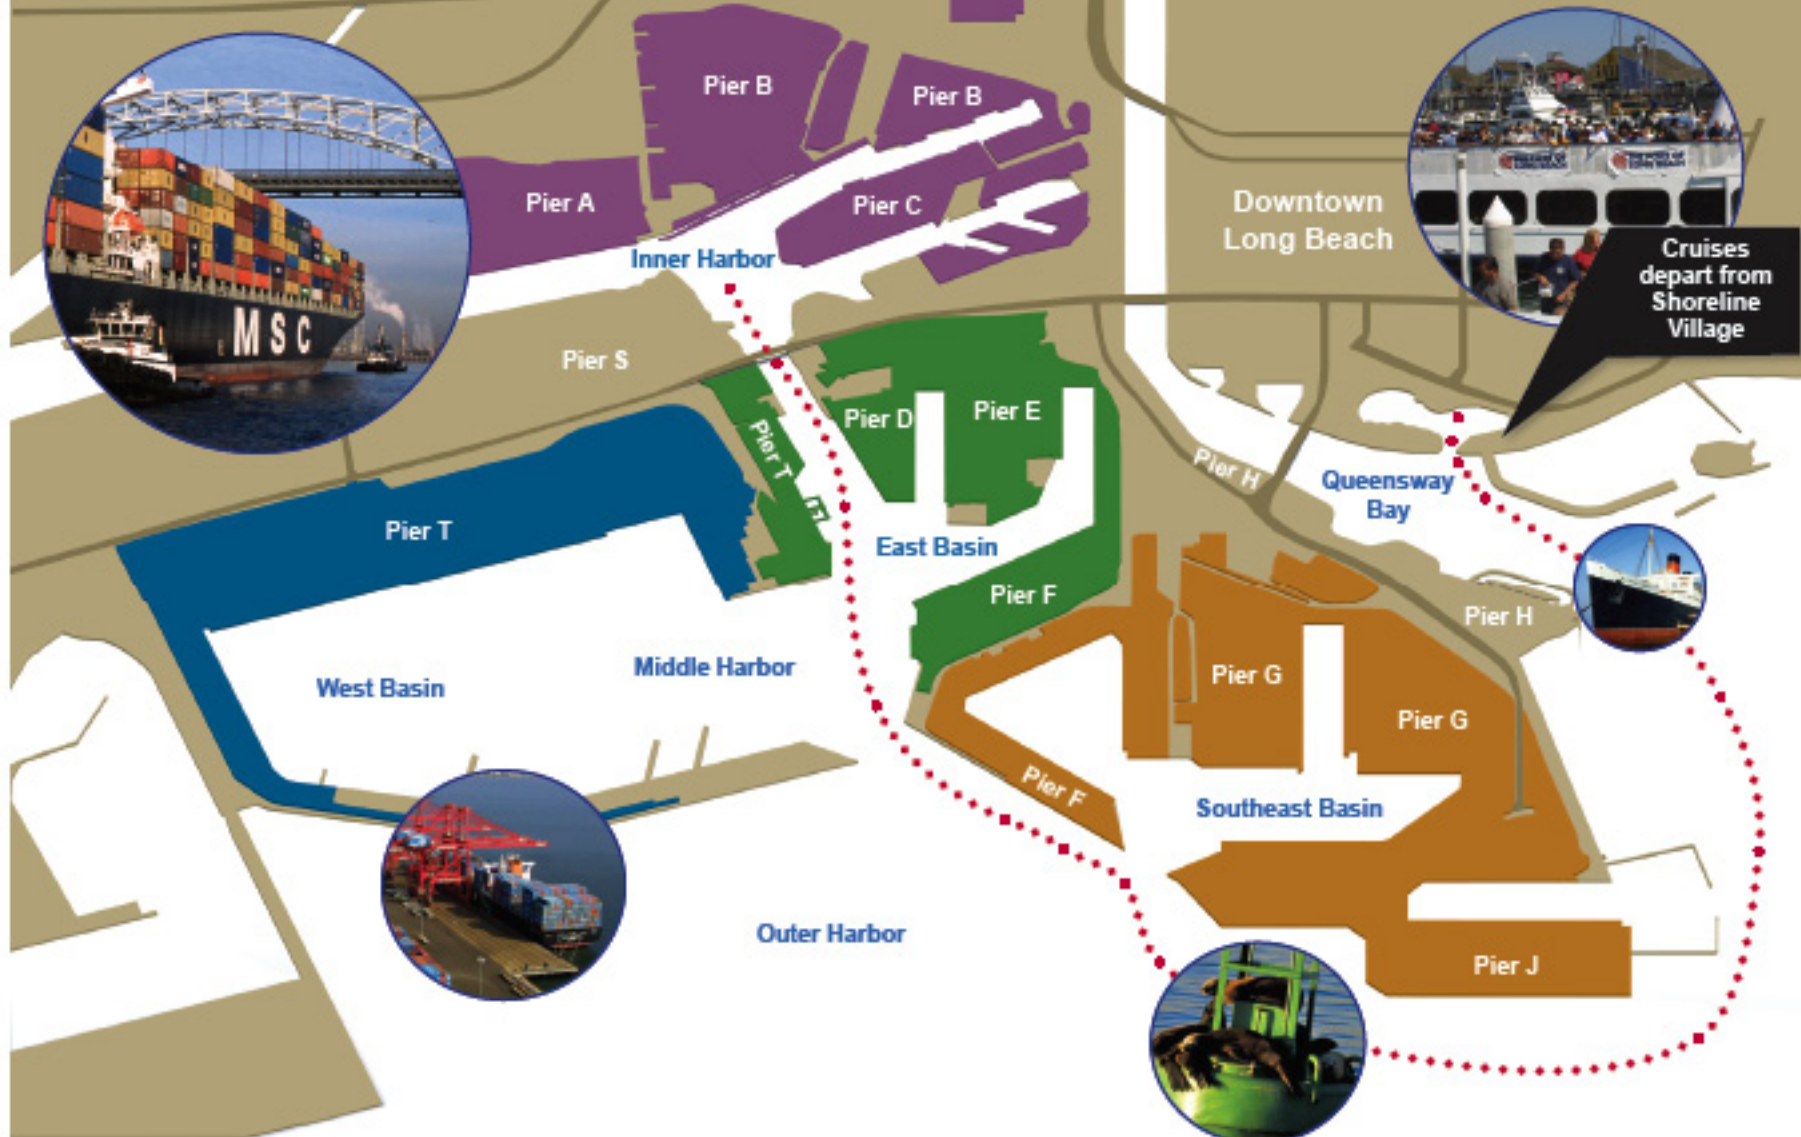 Pier B
Pier B
Pier A
Pier C
Downtown
Long Beach
Cruises
depart from
Shoreline
Village
Inner Harbor
MSC
Pier S
Pier D
Pier E
Pier T
Pier H
Queensway
Bay
Pier T
East Basin
Pier F
Pier H
West Basin
Middle Harbor
Pier G
Pier G
Pier F
Southeast Basin
Outer Harbor
Pier J